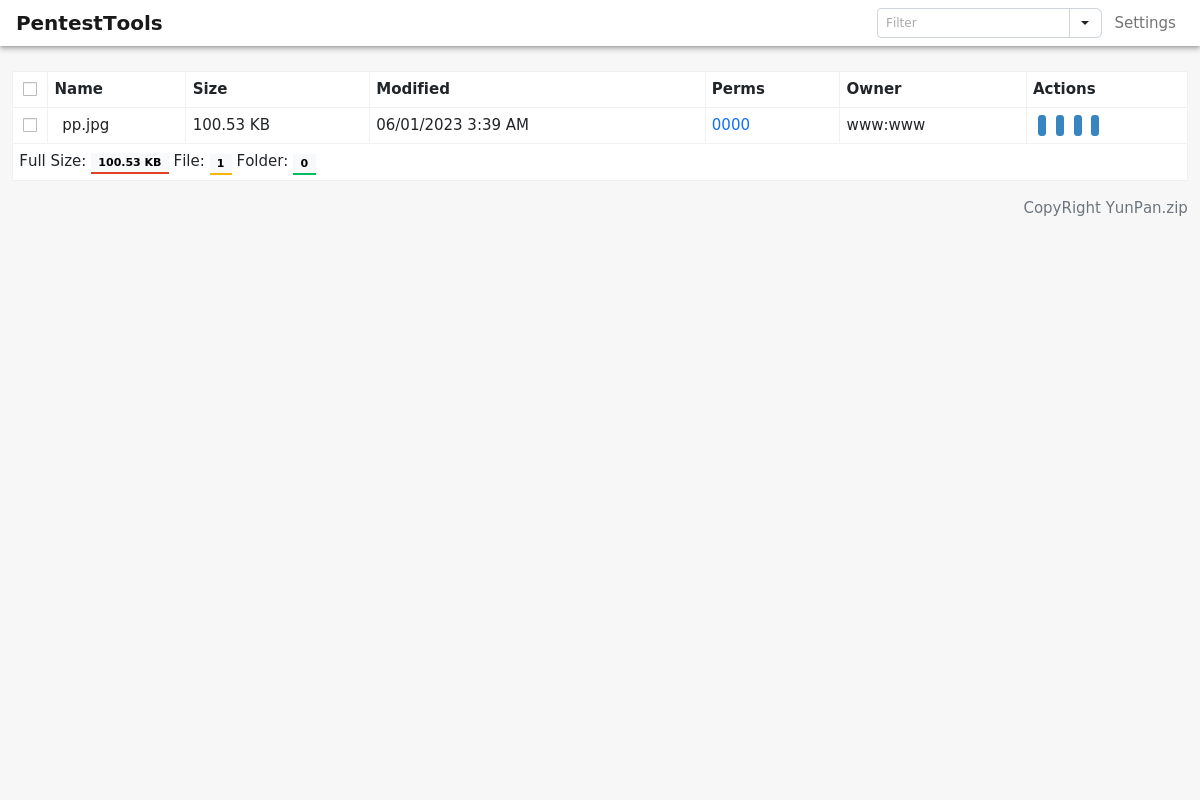 PentestTools Filter Settings
Name Size Modified Perms Owner Actions
pp.jpg 100.53 KB 06/01/2023 3:39 AM 0000 www:www
Full Size: 100.53 KB File: 1 Folder: 0
CopyRight YunPan.zip